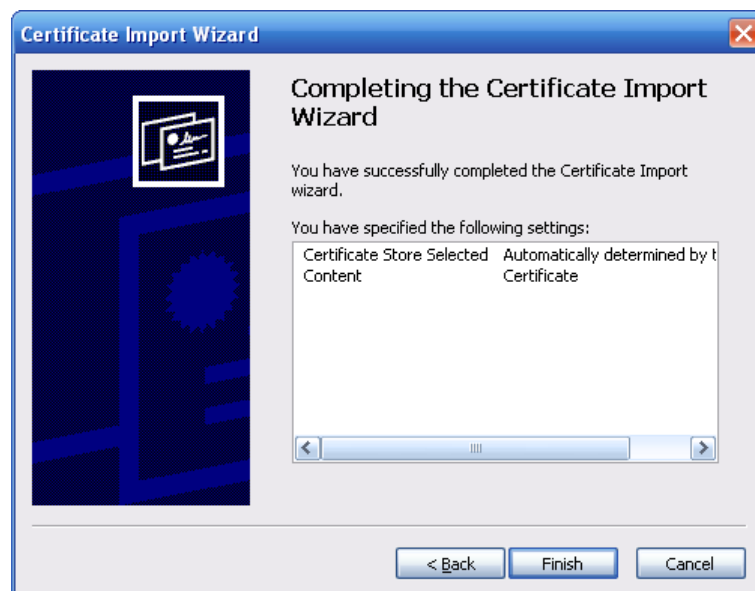 Certificate Import Wizard
Completing the Certificate Import
Wizard
You have successfully completed the Certificate Import
wizard.
You have specified the following settings:
Certificate Store Selected Automatically determined by t
Content Certificate
< Back Finish Cancel